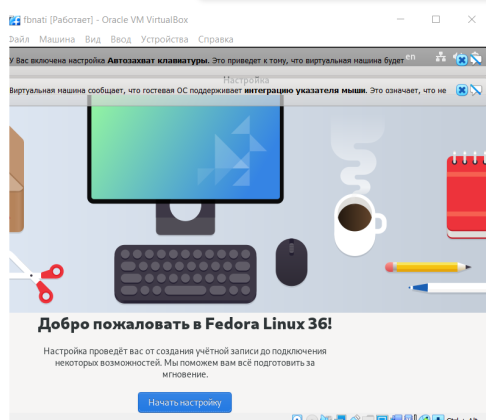 fbnati [Работает] - Oracle VM VirtualBox
Файл Машина Вид Ввод Устройства Справка
У Вас включена настройка Автозахват клавиатуры. Это приведет к тому, что виртуальная машина будет
en
Настройка
Виртуальная машина сообщает, что гостевая ОС поддерживает интеграцию указателя мыши. Это означает, что не
Добро пожаловать в Fedora Linux 36!
Настройка проведёт вас от создания учётной записи до подключения
некоторых возможностей. Мы поможем вам всё подготовить за
мгновение.
Начать настройку